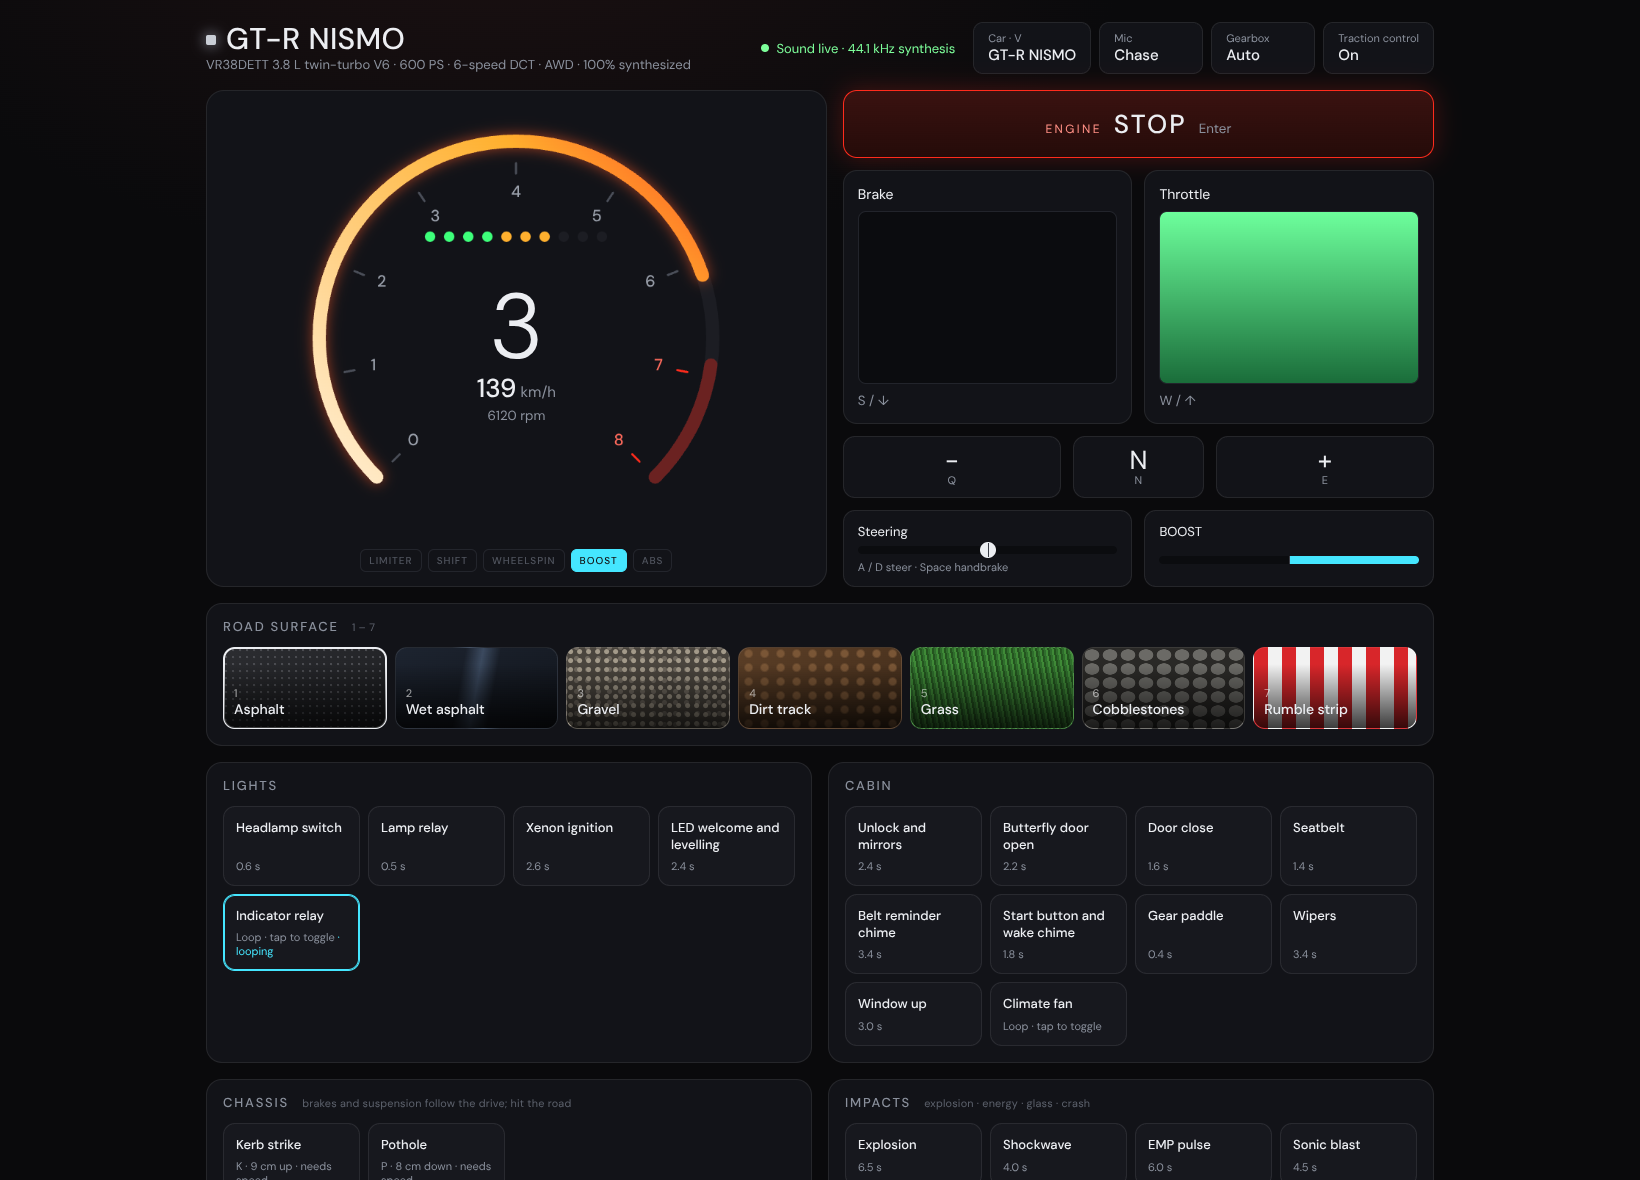 GT-R NISMO
VR38DETT 3.8 L twin-turbo V6 · 600 PS · 6-speed DCT · AWD · 100% synthesized
Sound live · 44.1 kHz synthesis
Car · V
GT-R NISMO
Mic
Chase
Gearbox
Auto
Traction control
On
0
1
2
3
4
5
6
7
8
3
139 km/h
6120 rpm
LIMITER
SHIFT
WHEELSPIN
BOOST
ABS
ENGINE STOP Enter
Brake
S / ↓
Throttle
W / ↑
−
Q
N
N
+
E
Steering
A / D steer · Space handbrake
BOOST
ROAD SURFACE 1 – 7
1
Asphalt
2
Wet asphalt
3
Gravel
4
Dirt track
5
Grass
6
Cobblestones
7
Rumble strip
LIGHTS
Headlamp switch
0.6 s
Lamp relay
0.5 s
Xenon ignition
2.6 s
LED welcome and
levelling
2.4 s
Indicator relay
Loop · tap to toggle ·
looping
CABIN
Unlock and
mirrors
2.4 s
Butterfly door
open
2.2 s
Door close
1.6 s
Seatbelt
1.4 s
Belt reminder
chime
3.4 s
Start button and
wake chime
1.8 s
Gear paddle
0.4 s
Wipers
3.4 s
Window up
3.0 s
Climate fan
Loop · tap to toggle
CHASSIS brakes and suspension follow the drive; hit the road
Kerb strike
K · 9 cm up · needs
speed
Pothole
P · 8 cm down · needs
speed
IMPACTS explosion · energy · glass · crash
Explosion
6.5 s
Shockwave
4.0 s
EMP pulse
6.0 s
Sonic blast
4.5 s